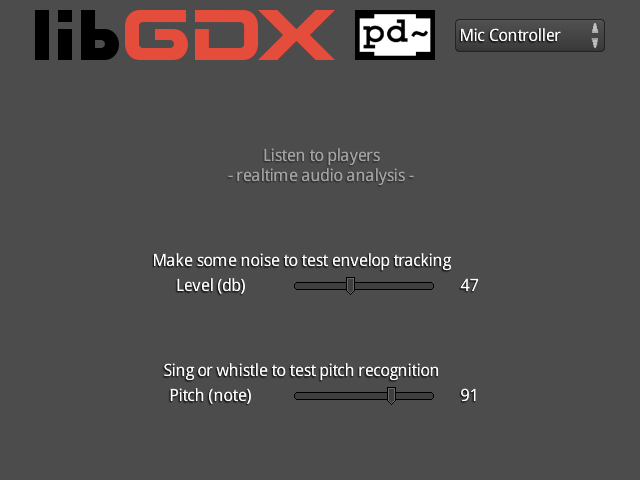 libGDX
pd~
Mic Controller
Listen to players
- realtime audio analysis -
Make some noise to test envelop tracking
Level (db) 47
Sing or whistle to test pitch recognition
Pitch (note) 91